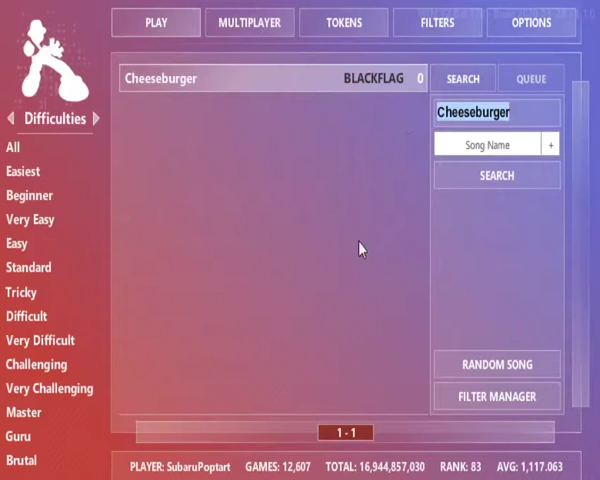 PLAY MULTIPLAYER TOKENS FILTERS OPTIONS
Cheeseburger BLACKFLAG 0 SEARCH QUEUE
Cheeseburger
Difficulties
Song Name +
All
Easiest SEARCH
Beginner
Very Easy
Easy
Standard
Tricky
Difficult
Very Difficult
Challenging RANDOM SONG
Very Challenging FILTER MANAGER
Master
Guru 1 - 1
Brutal
PLAYER: SubaruPoptart GAMES: 12,607 TOTAL: 16,944,857,030 RANK: 83 AVG: 1,117.063